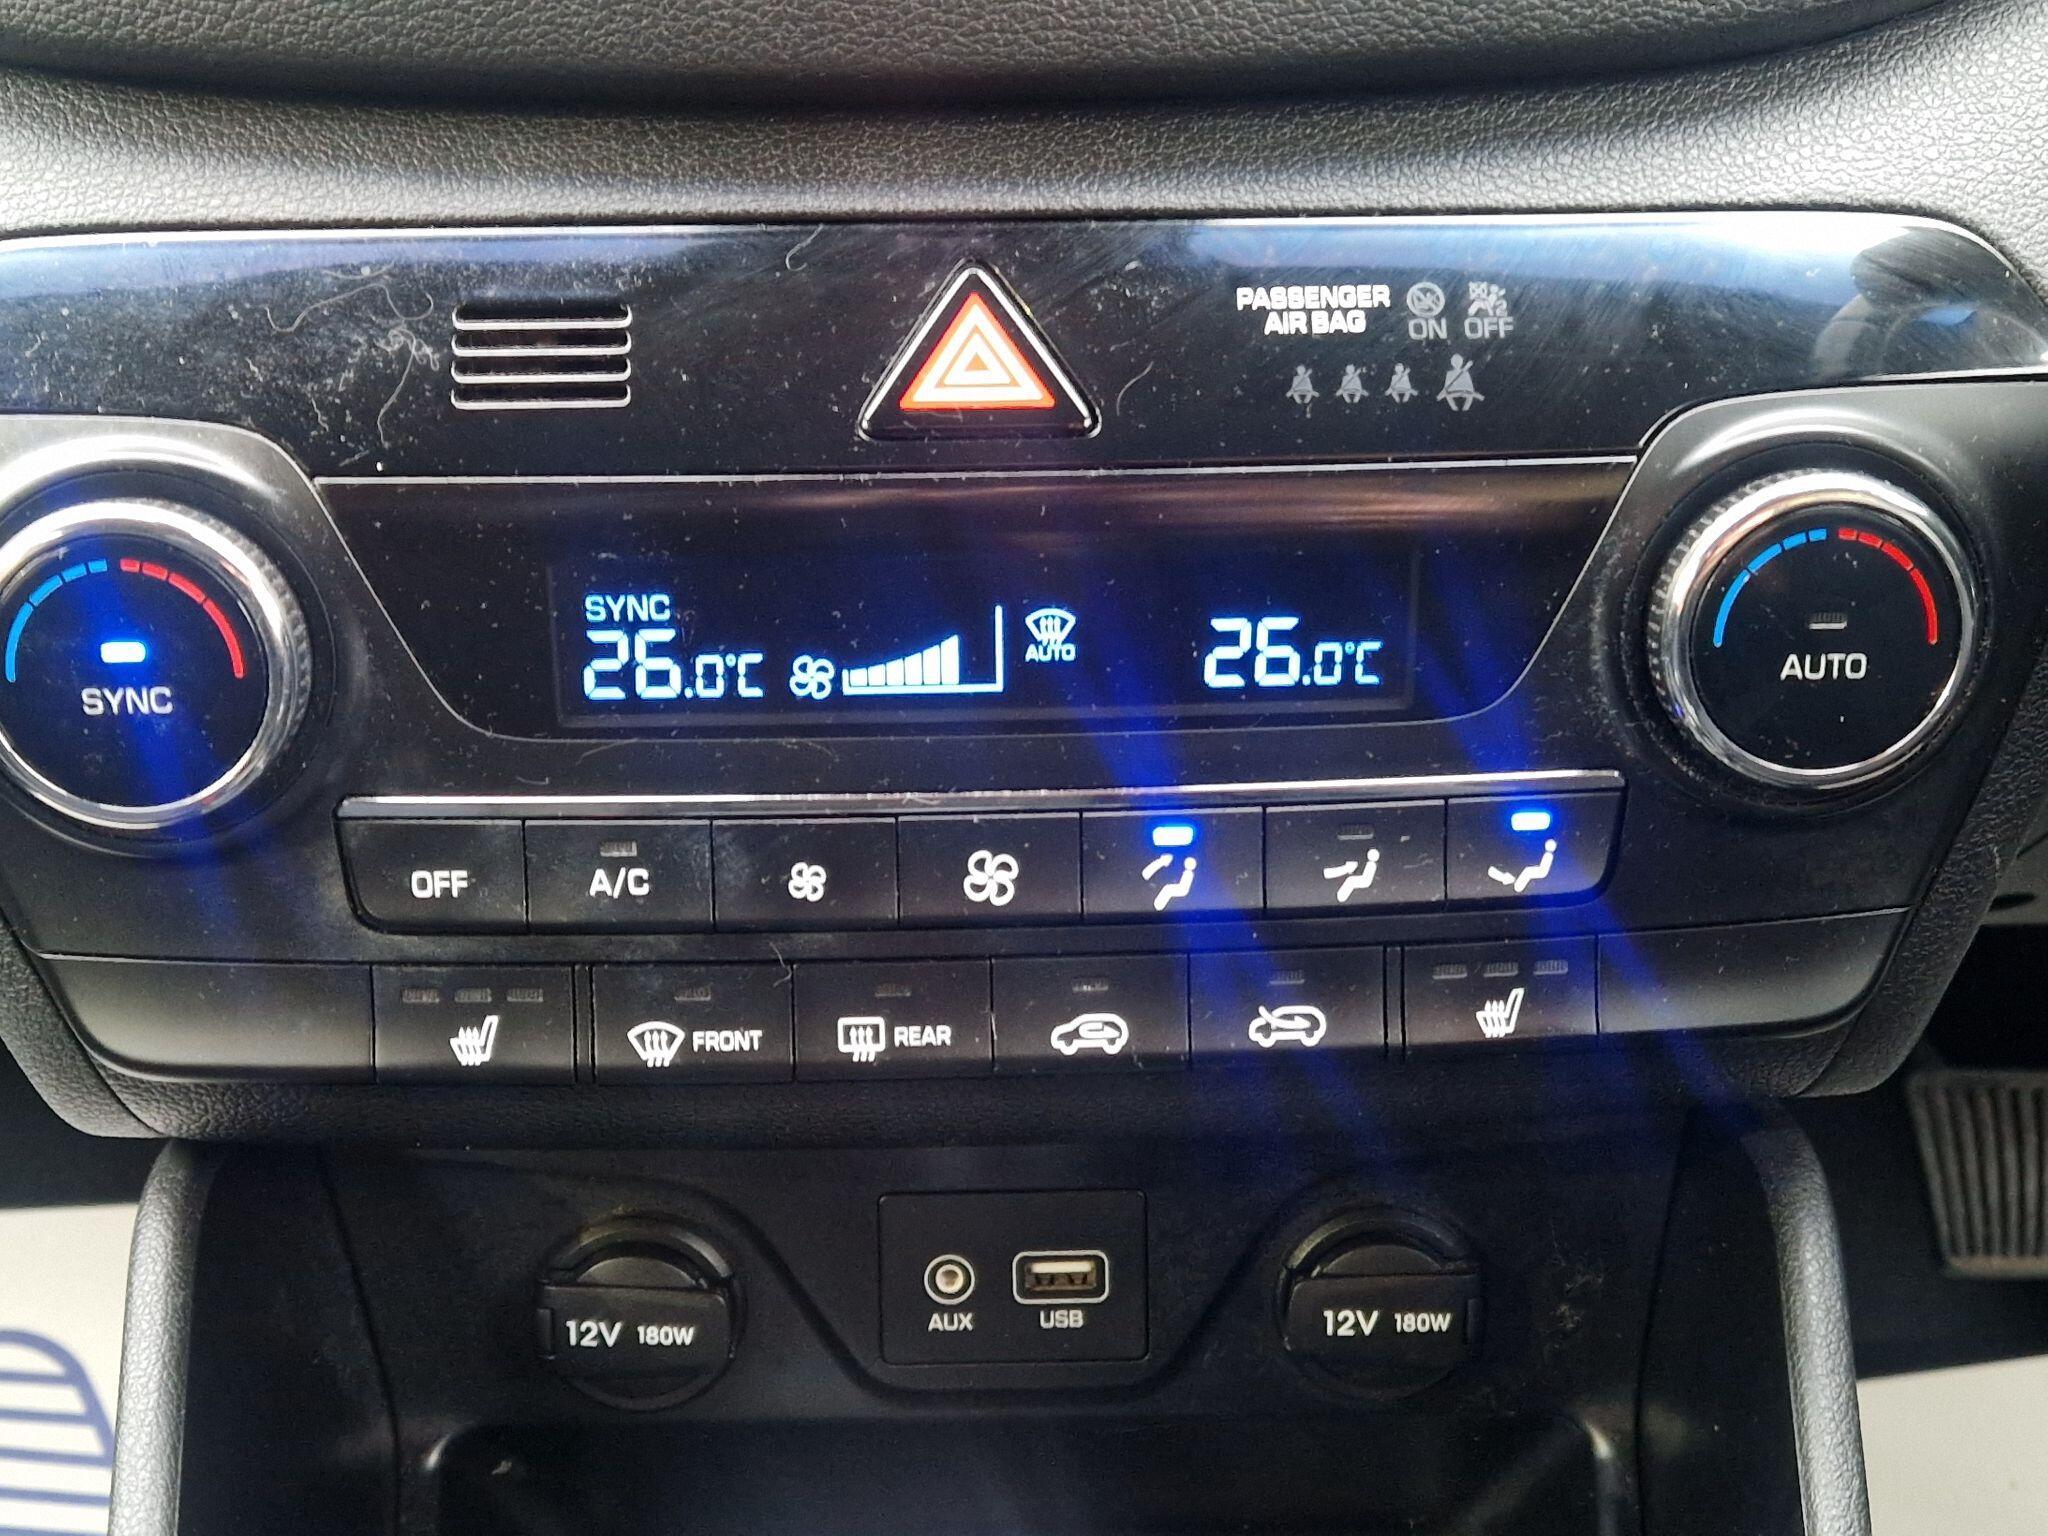 PASSENGER
AIR BAG
ON OFF
SYNC
26.0°C
AUTO
26.0°C
SYNC
AUTO
OFF
A/C
FRONT
REAR
AUX
USB
12V 180W
12V 180W